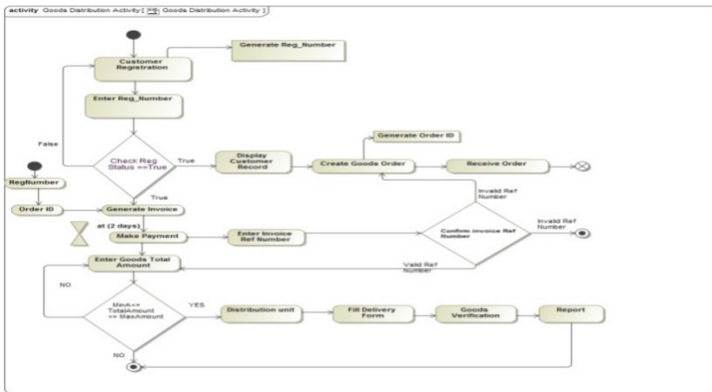 activity Goods Distribution Activity [ Goods Distribution Activity ]
Generate Reg_Number
Customer
Registration
Enter Reg_Number
False
Check Reg
Status ==True
True
Display
Customer
Record
Generate Order ID
Create Goods Order
Receive Order
RegNumber
True
Order ID
Generate Invoice
Invalid Ref
Number
at (2 days)
Make Payment
Enter Invoice
Ref Number
Confirm invoice Ref
Number
Invalid Ref
Number
Enter Goods Total
Amount
Valid Ref
Number
NO
MinA<=
TotalAmount
<= MaxAmount
YES
Distribution unit
Fill Delivery
Form
Goods
Verification
Report
NO